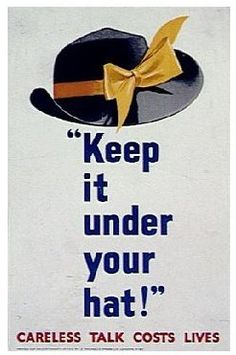 "Keep
it
under
your
hat!"
CARELESS TALK COSTS LIVES